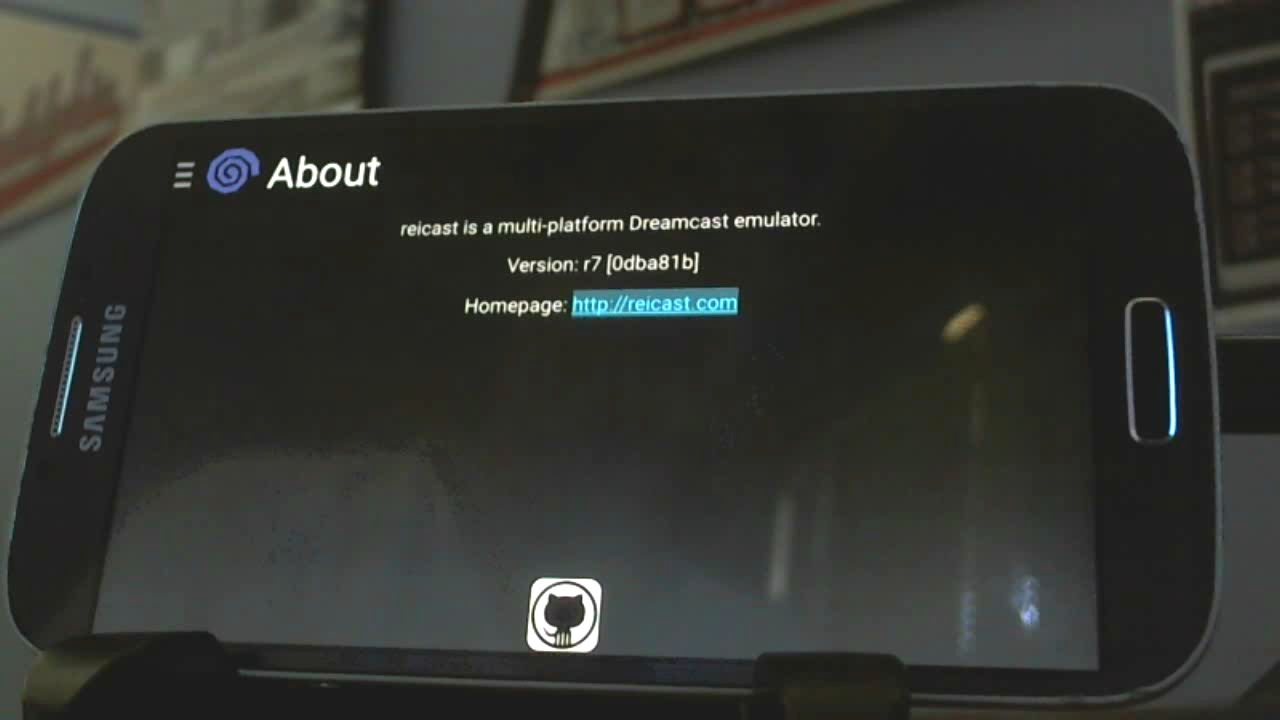 About
reicast is a multi-platform Dreamcast emulator.
Version: r7 [0dba81b]
Homepage: http://reicast.com
SAMSUNG